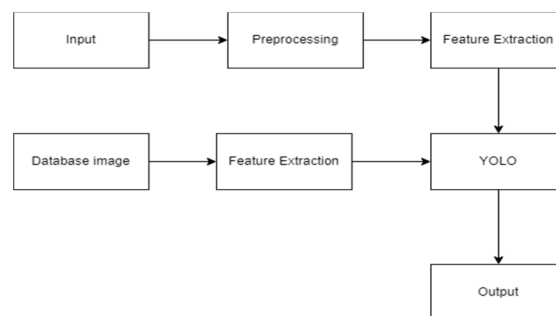 Input
Preprocessing
Feature Extraction
Database image
Feature Extraction
YOLO
Output